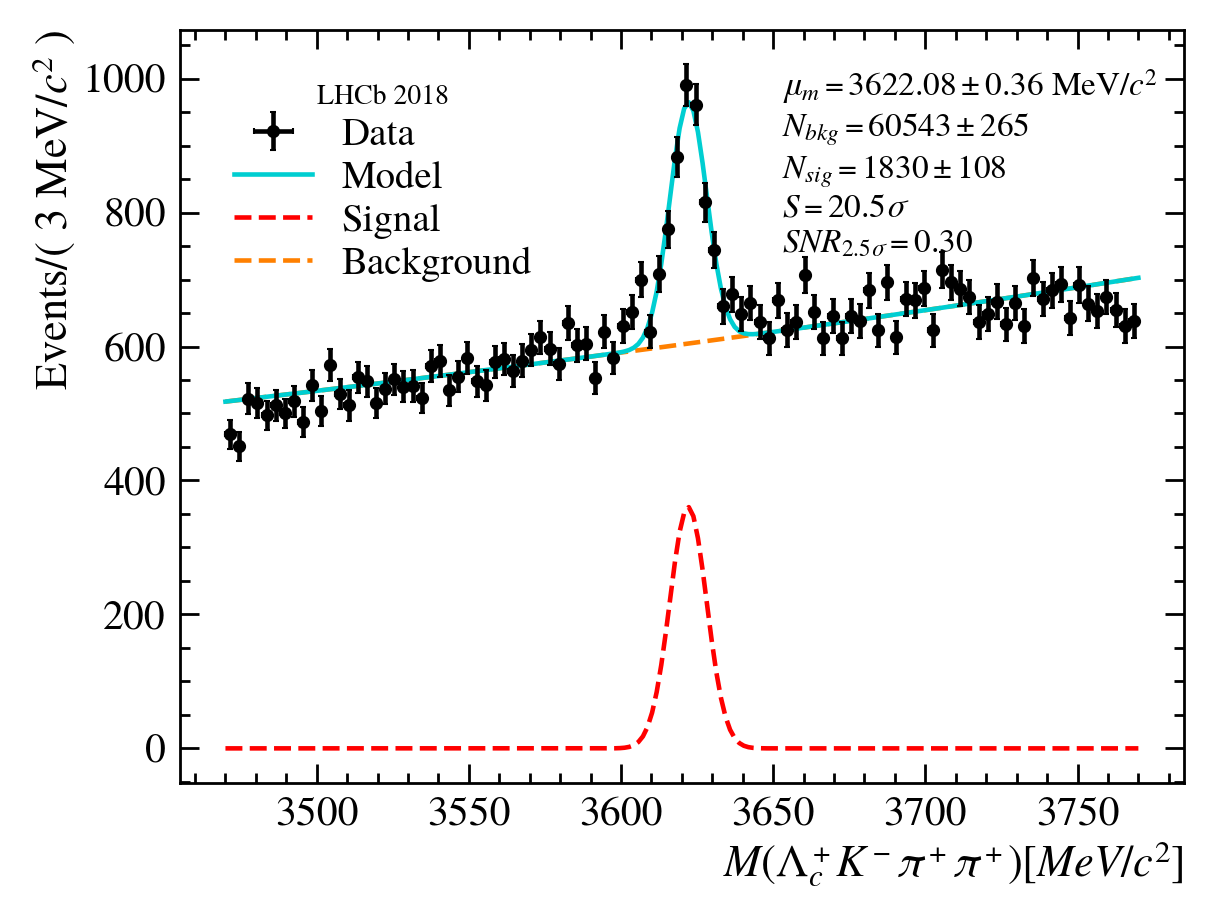 Events/( 3 MeV/c² )
1000
800
600
400
200
0
LHCb 2018
Data
Model
Signal
Background
μₘ = 3622.08 ± 0.36 MeV/c²
N_bkg = 60543 ± 265
N_sig = 1830 ± 108
S = 20.5σ
SNR_2.5σ = 0.30
3500 3550 3600 3650 3700 3750
M(Λ_c⁺K⁻π⁺π⁺)[MeV/c²]